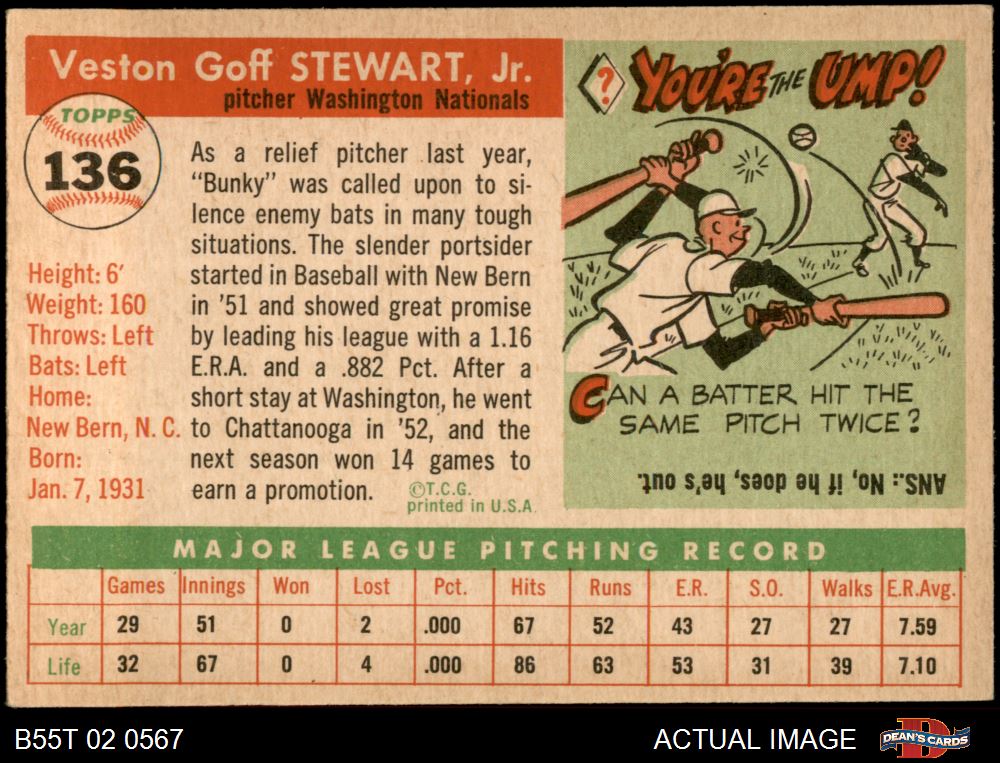 Veston Goff STEWART, Jr.
pitcher Washington Nationals
TOPPS
136
Height: 6′
Weight: 160
Throws: Left
Bats: Left
Home:
New Bern, N. C.
Born:
Jan. 7, 1931
As a relief pitcher last year,
“Bunky” was called upon to si-
lence enemy bats in many tough
situations. The slender portsider
started in Baseball with New Bern
in ’51 and showed great promise
by leading his league with a 1.16
E.R.A. and a .882 Pct. After a
short stay at Washington, he went
to Chattanooga in ’52, and the
next season won 14 games to
earn a promotion.
©T.C.G.
printed in U.S.A.
? YOU'RE THE UMP!
CAN A BATTER HIT THE
SAME PITCH TWICE?
ANS.: No, if he does, he's out.
MAJOR LEAGUE PITCHING RECORD
Games Innings Won Lost Pct. Hits Runs E.R. S.O. Walks E.R.Avg.
Year 29 51 0 2 .000 67 52 43 27 27 7.59
Life 32 67 0 4 .000 86 63 53 31 39 7.10
B55T 02 0567
ACTUAL IMAGE
D
DEAN'S CARDS